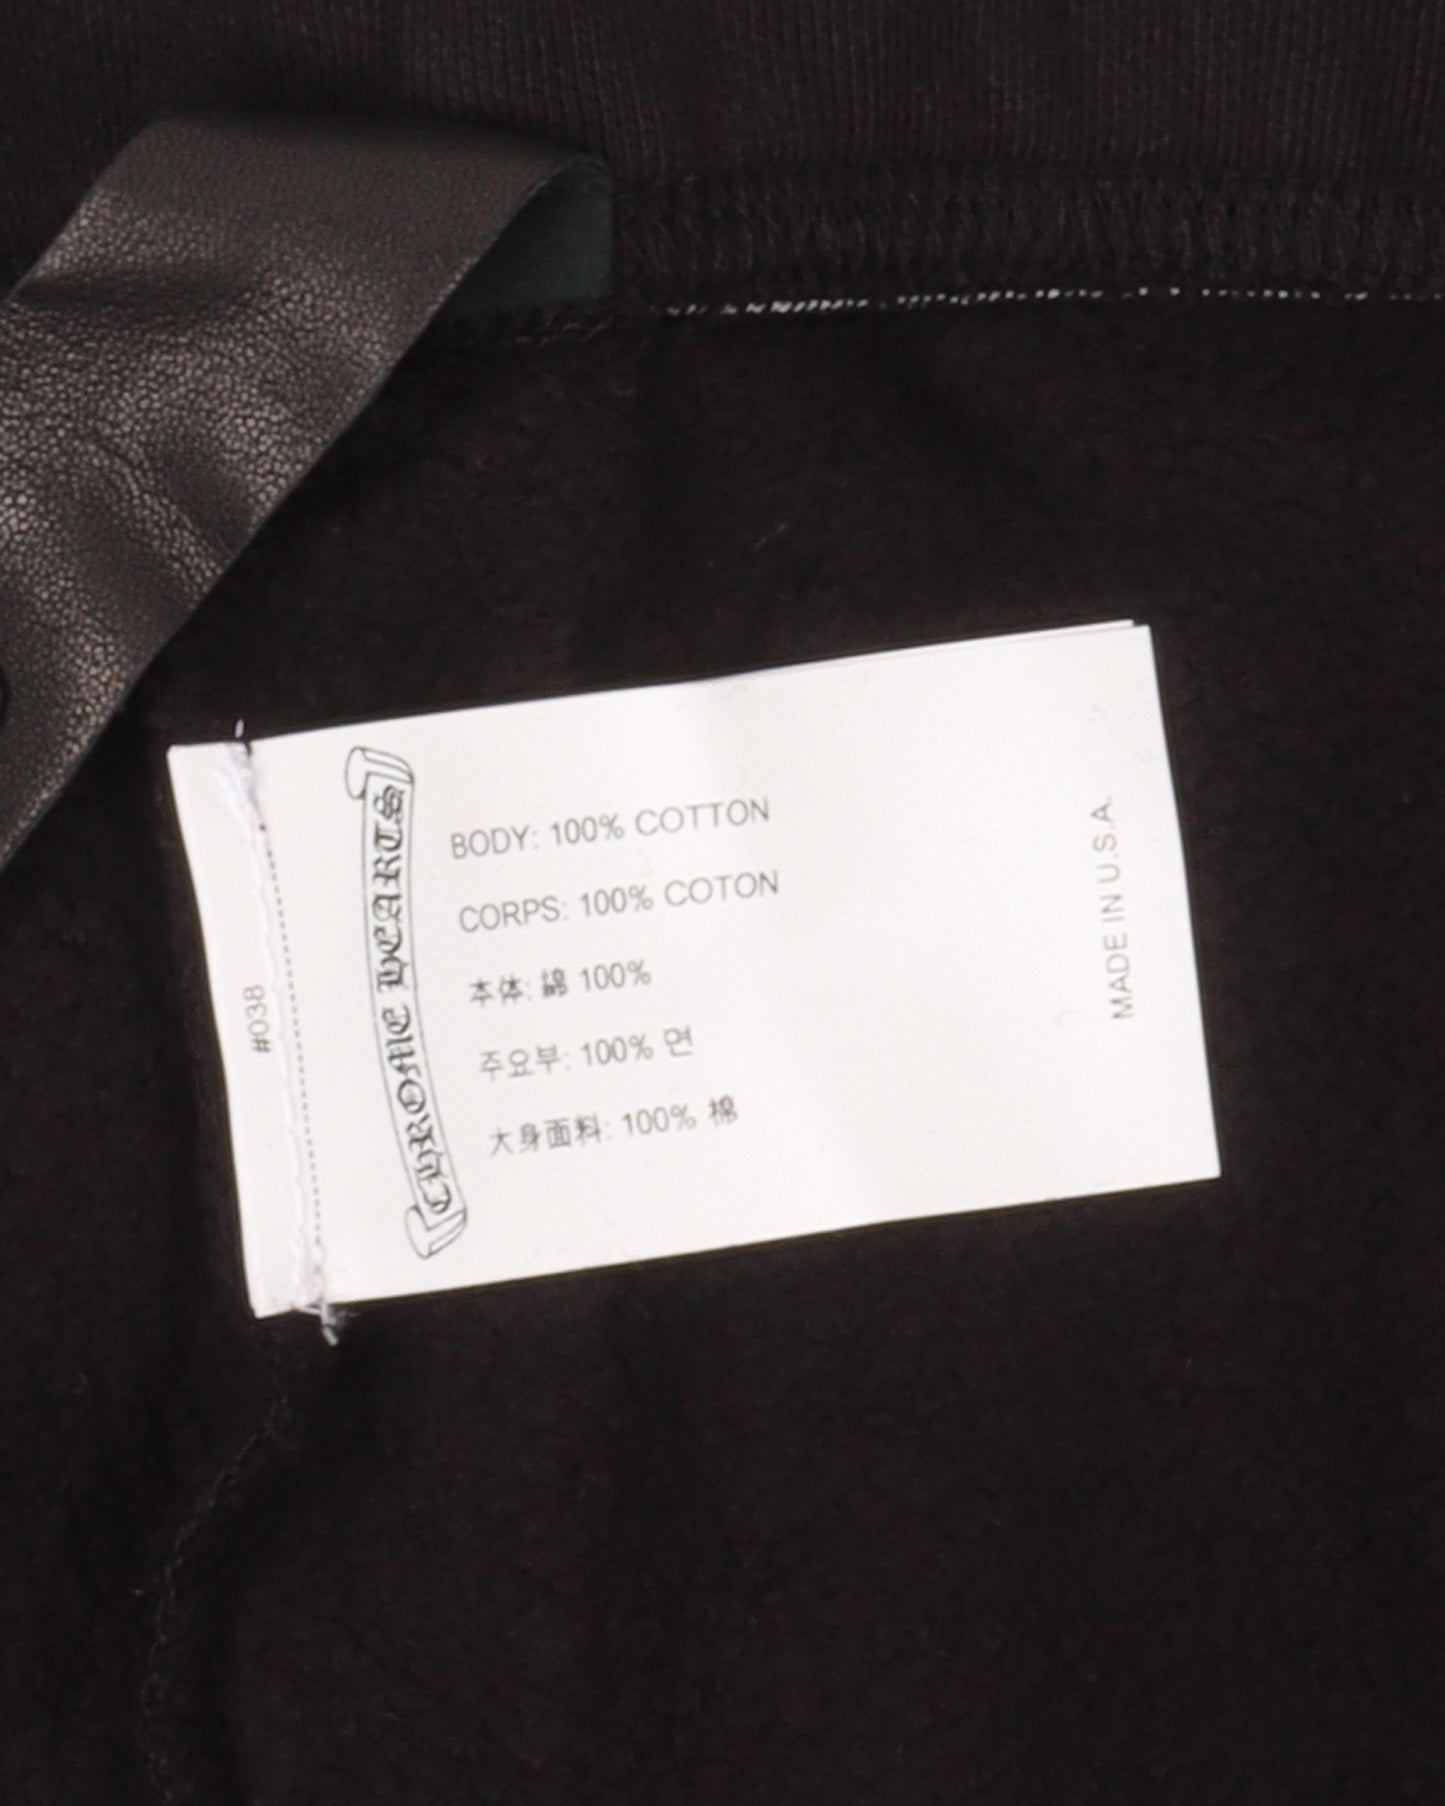 #038
CHROME HEARTS
BODY: 100% COTTON
CORPS: 100% COTON
本体: 綿 100%
주요부: 100% 면
大身面料: 100% 棉
MADE IN U.S.A.